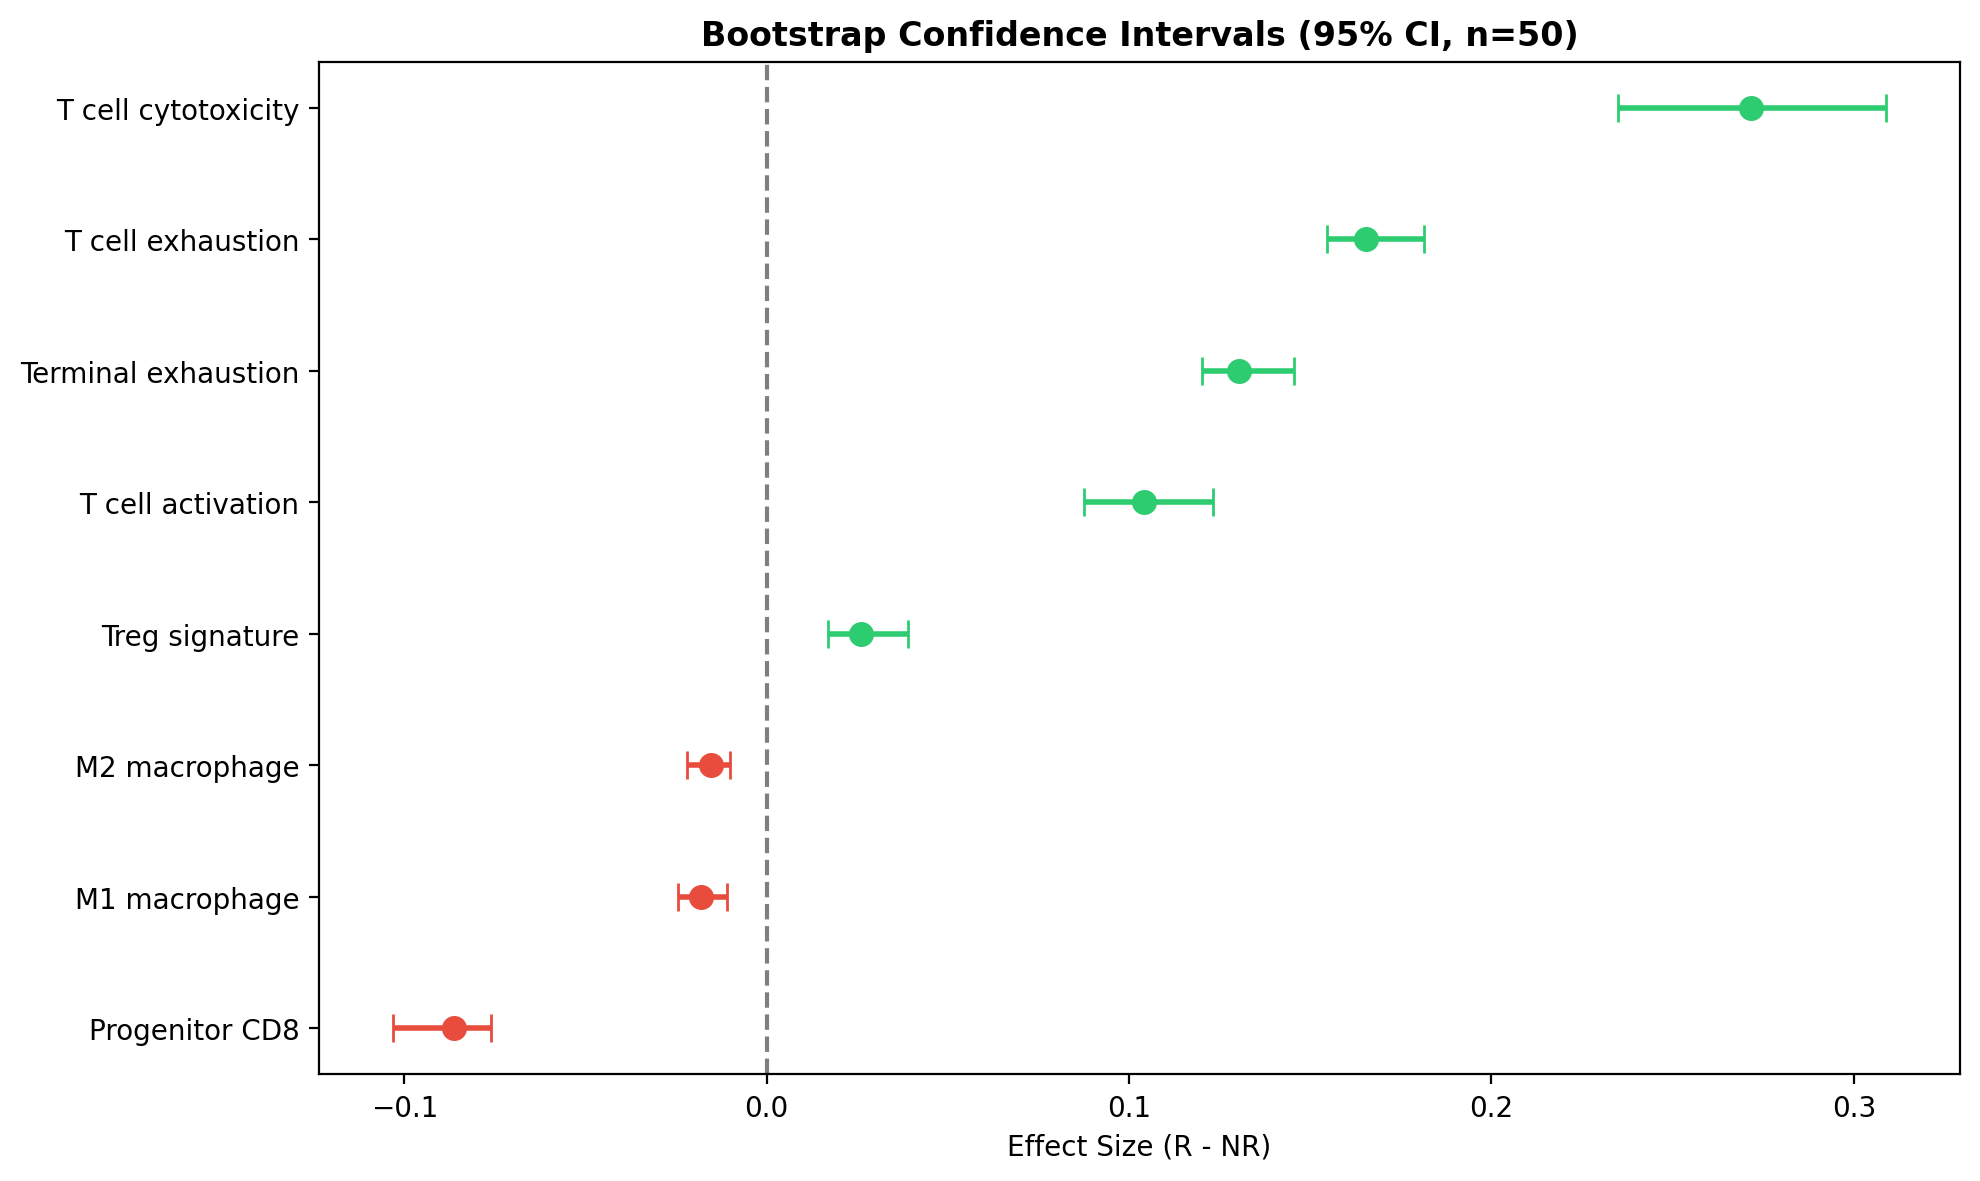 Bootstrap Confidence Intervals (95% CI, n=50)
T cell cytotoxicity
T cell exhaustion
Terminal exhaustion
T cell activation
Treg signature
M2 macrophage
M1 macrophage
Progenitor CD8
−0.1 0.0 0.1 0.2 0.3
Effect Size (R - NR)